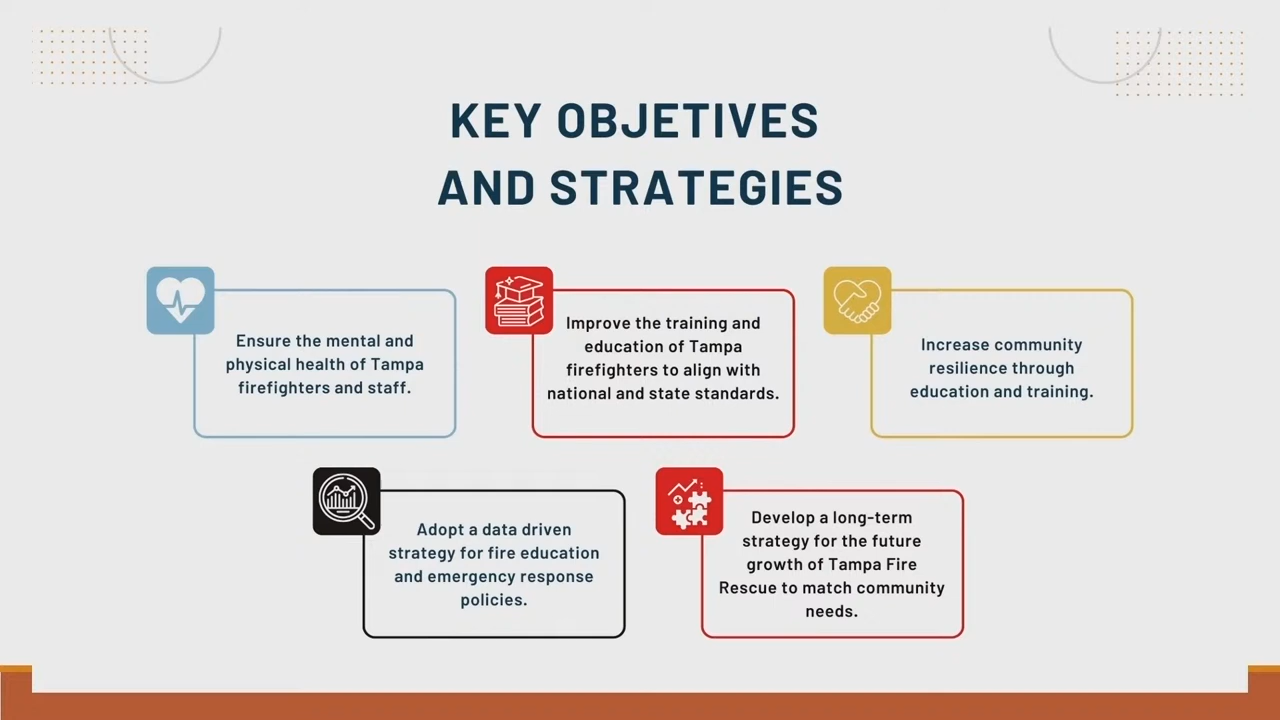 KEY OBJETIVES
AND STRATEGIES
Ensure the mental and
physical health of Tampa
firefighters and staff.
Improve the training and
education of Tampa
firefighters to align with
national and state standards.
Increase community
resilience through
education and training.
Adopt a data driven
strategy for fire education
and emergency response
policies.
Develop a long-term
strategy for the future
growth of Tampa Fire
Rescue to match community
needs.